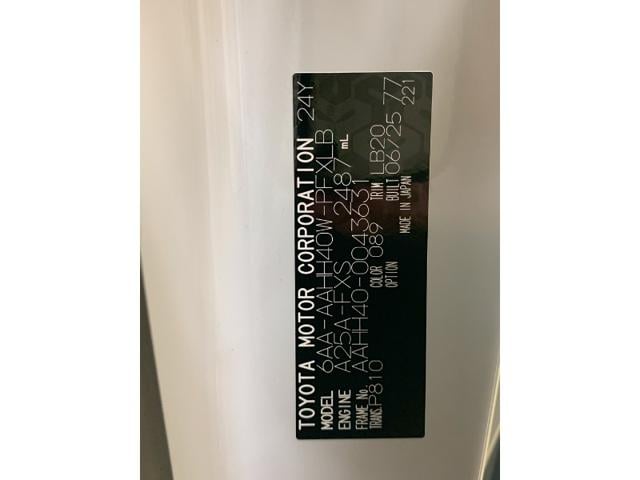 TOYOTA MOTOR CORPORATION 24Y
MODEL 6AA-AAHH40W-PFXLB
ENGINE A25A-FXS 2487 mL
FRAME No. AAHH40-0043631
TRANS. P810 COLOR 089 TRIM LB20
OPTION BUILT 06/25 77
MADE IN JAPAN 221